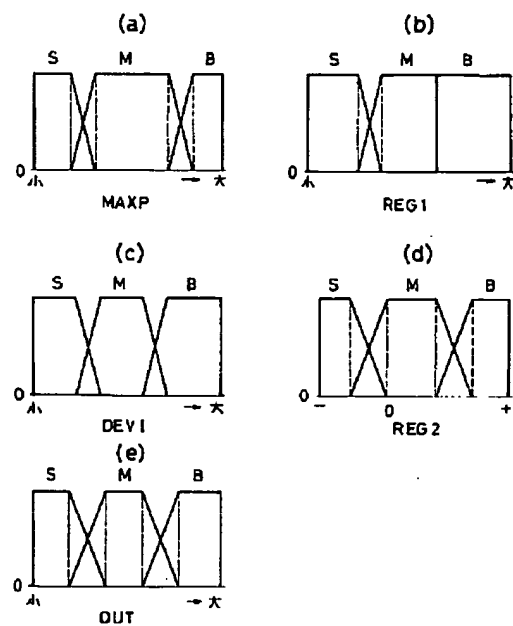 (a)
S M B
0
小 → 大
MAXP
(b)
S M B
0
小 → 大
REG1
(c)
S M B
0
小 → 大
DEV1
(d)
S M B
0
− 0 +
REG2
(e)
S M B
0
小 → 大
OUT